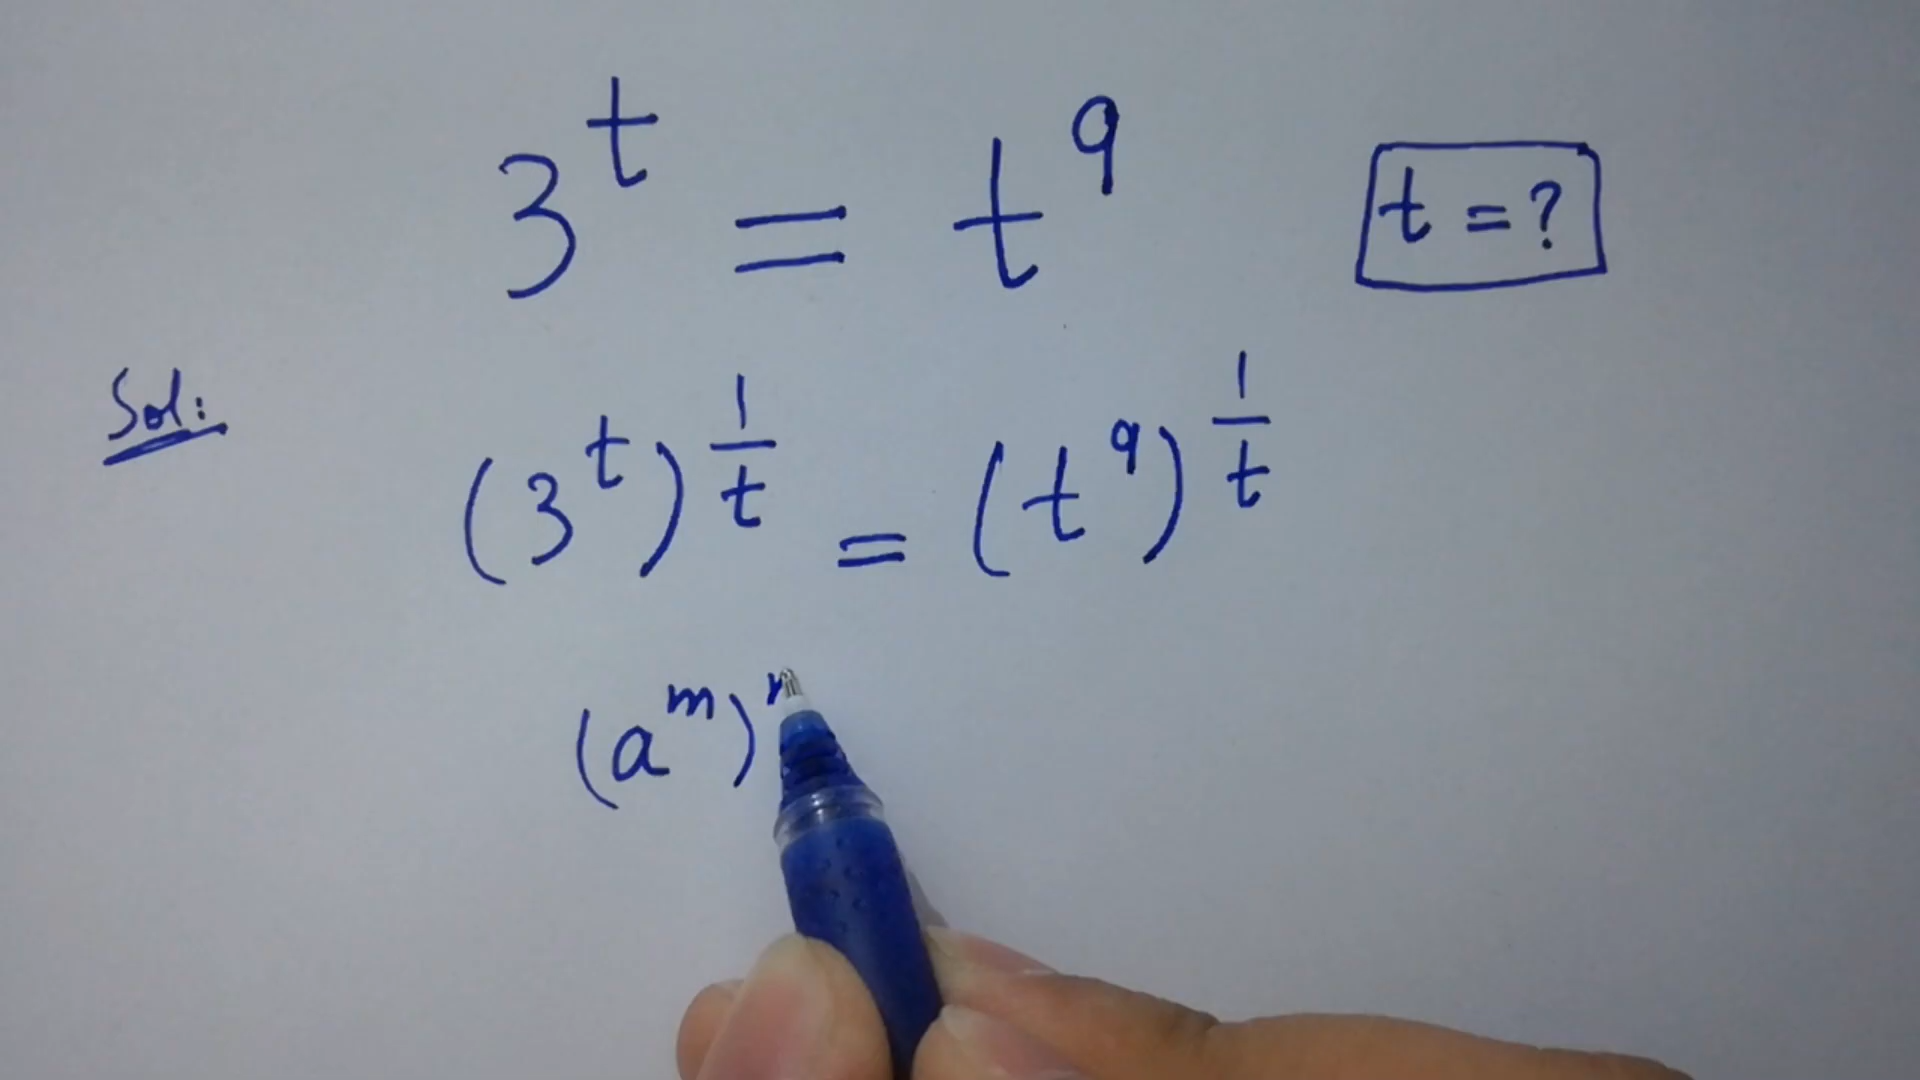 3^t = t^9
t = ?
Sol:
(3^t)^(1/t) = (t^9)^(1/t)
(a^m)